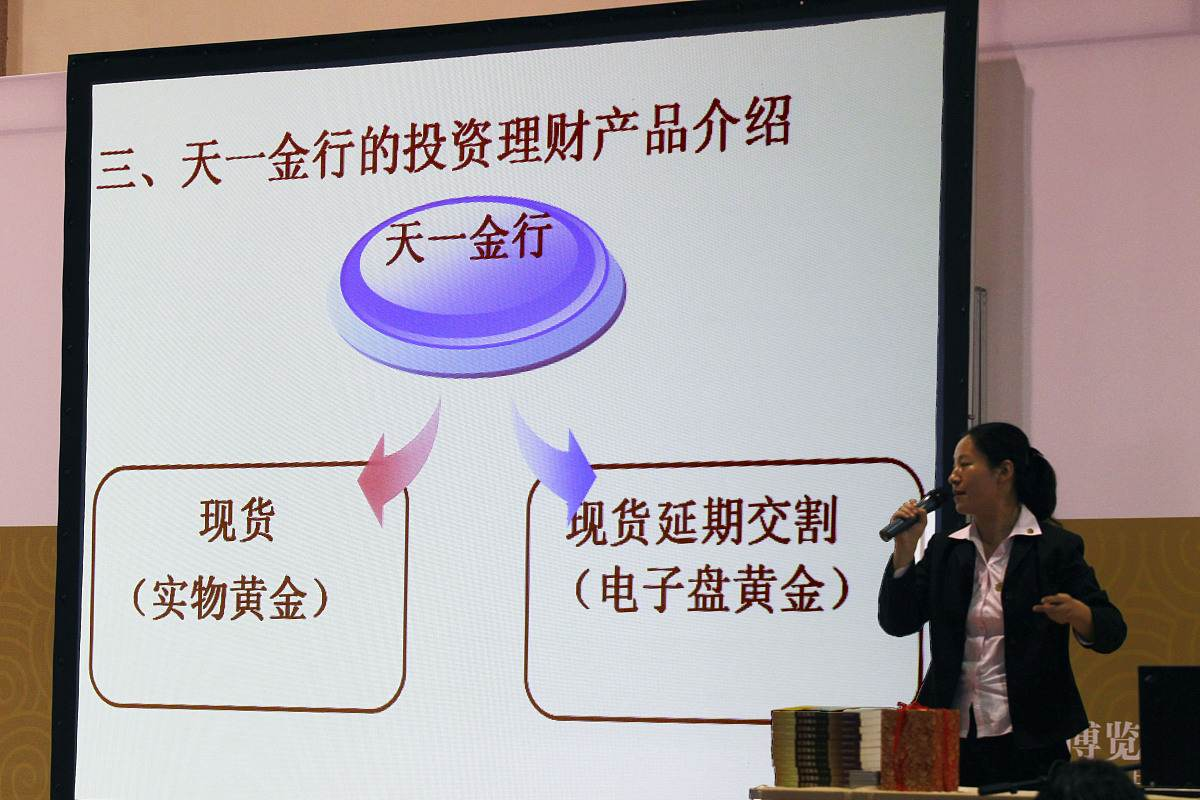 三、天一金行的投资理财产品介绍
天一金行
现货
（实物黄金）
现货延期交割
（电子盘黄金）
博览